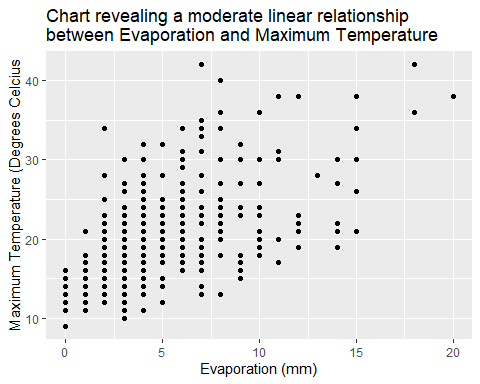 Chart revealing a moderate linear relationship
between Evaporation and Maximum Temperature
Maximum Temperature (Degrees Celcius
40
30
20
10
0 5 10 15 20
Evaporation (mm)